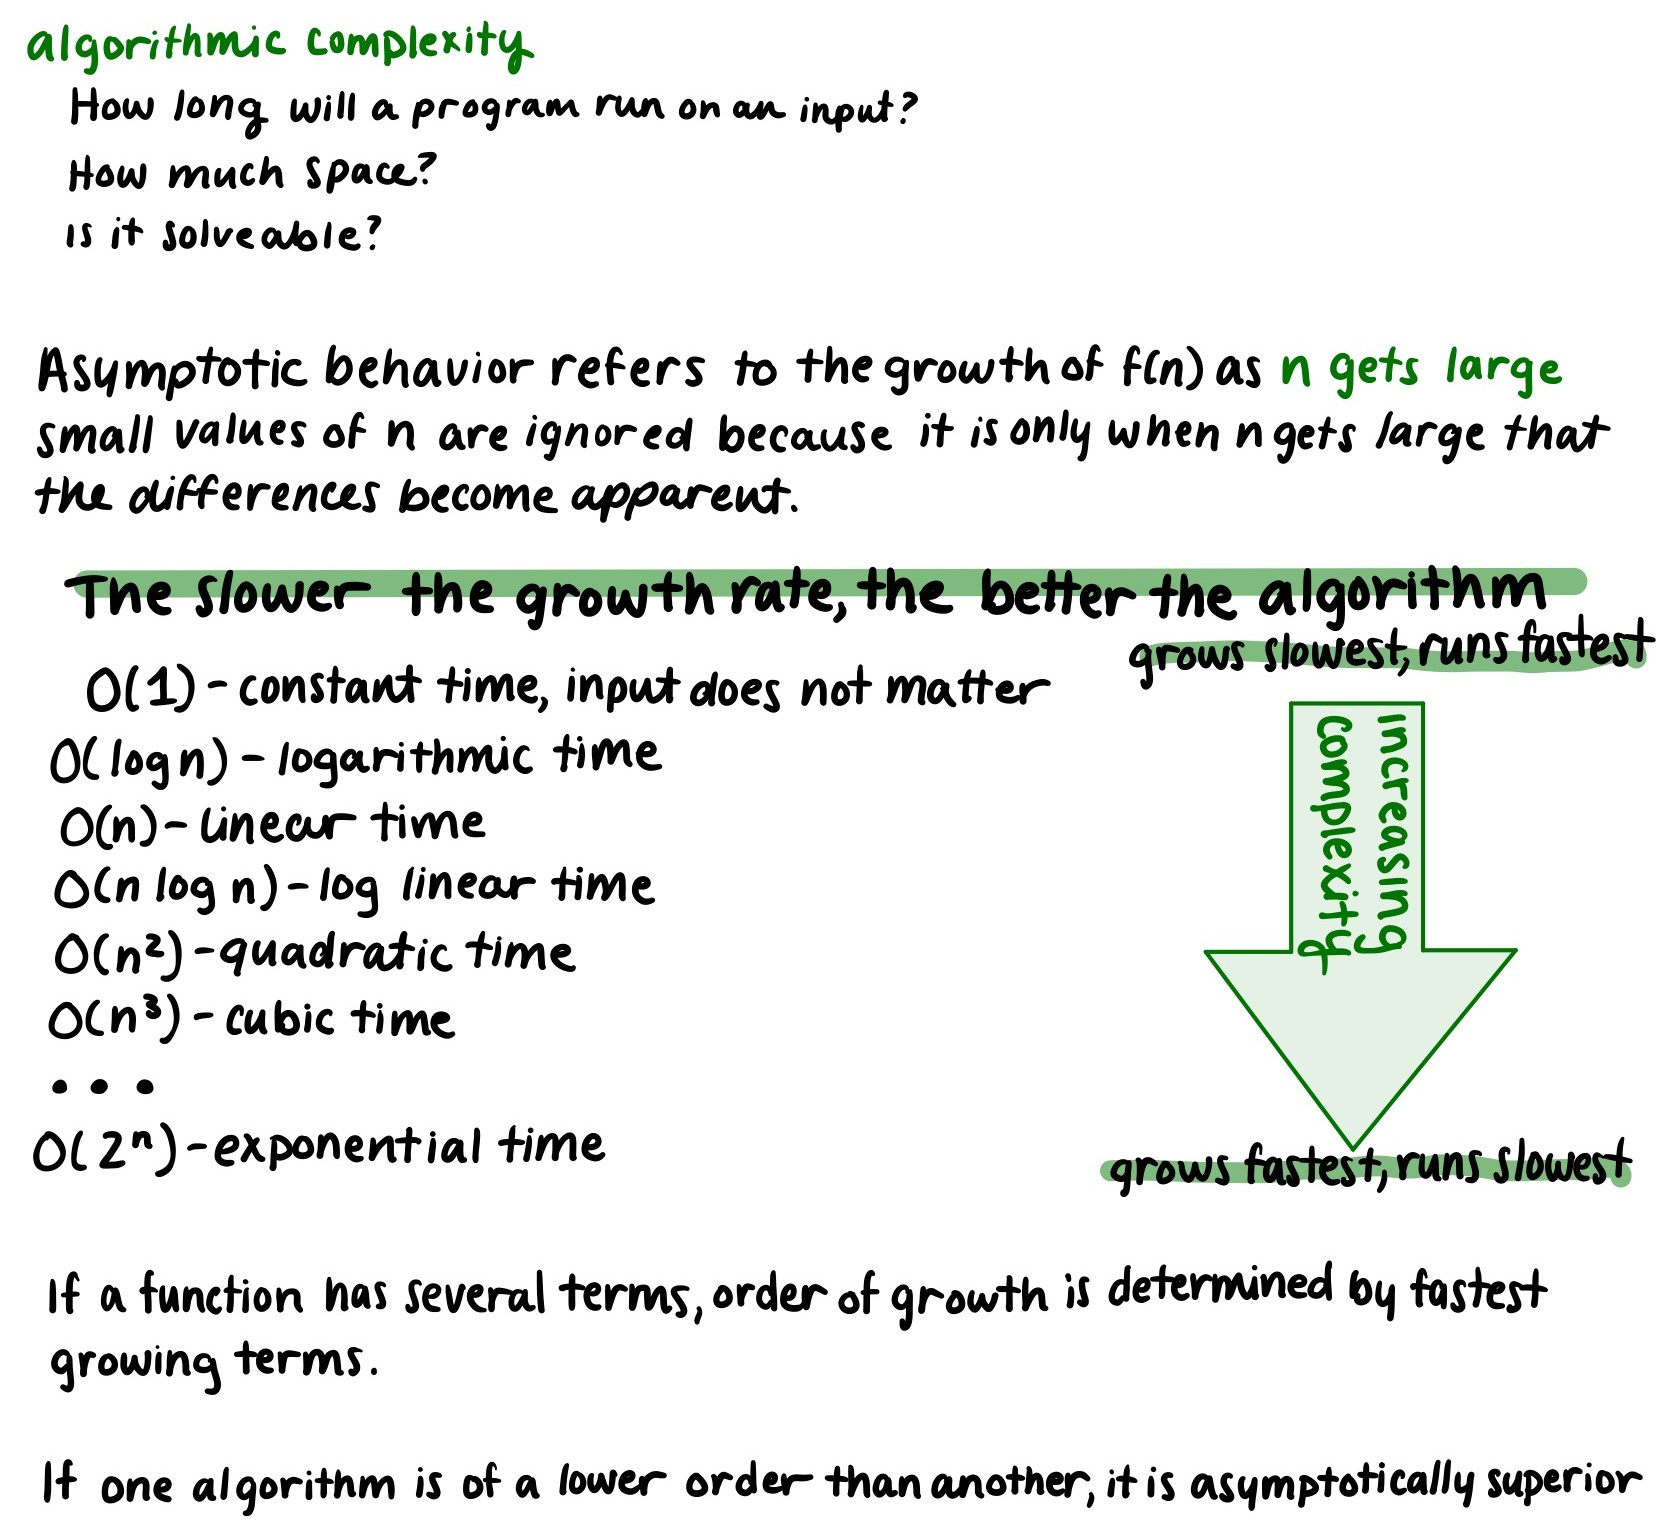 algorithmic complexity
How long will a program run on an input?
How much space?
is it solveable?
Asymptotic behavior refers to the growth of f(n) as n gets large
small values of n are ignored because it is only when n gets large that
the differences become apparent.
The slower the growth rate, the better the algorithm
grows slowest, runs fastest
O(1) - constant time, input does not matter
O(log n) - logarithmic time
O(n) - linear time
O(n log n) - log linear time
O(n²) - quadratic time
O(n³) - cubic time
...
O(2ⁿ) - exponential time
increasing
complexity
grows fastest, runs slowest
If a function has several terms, order of growth is determined by fastest
growing terms.
If one algorithm is of a lower order than another, it is asymptotically superior